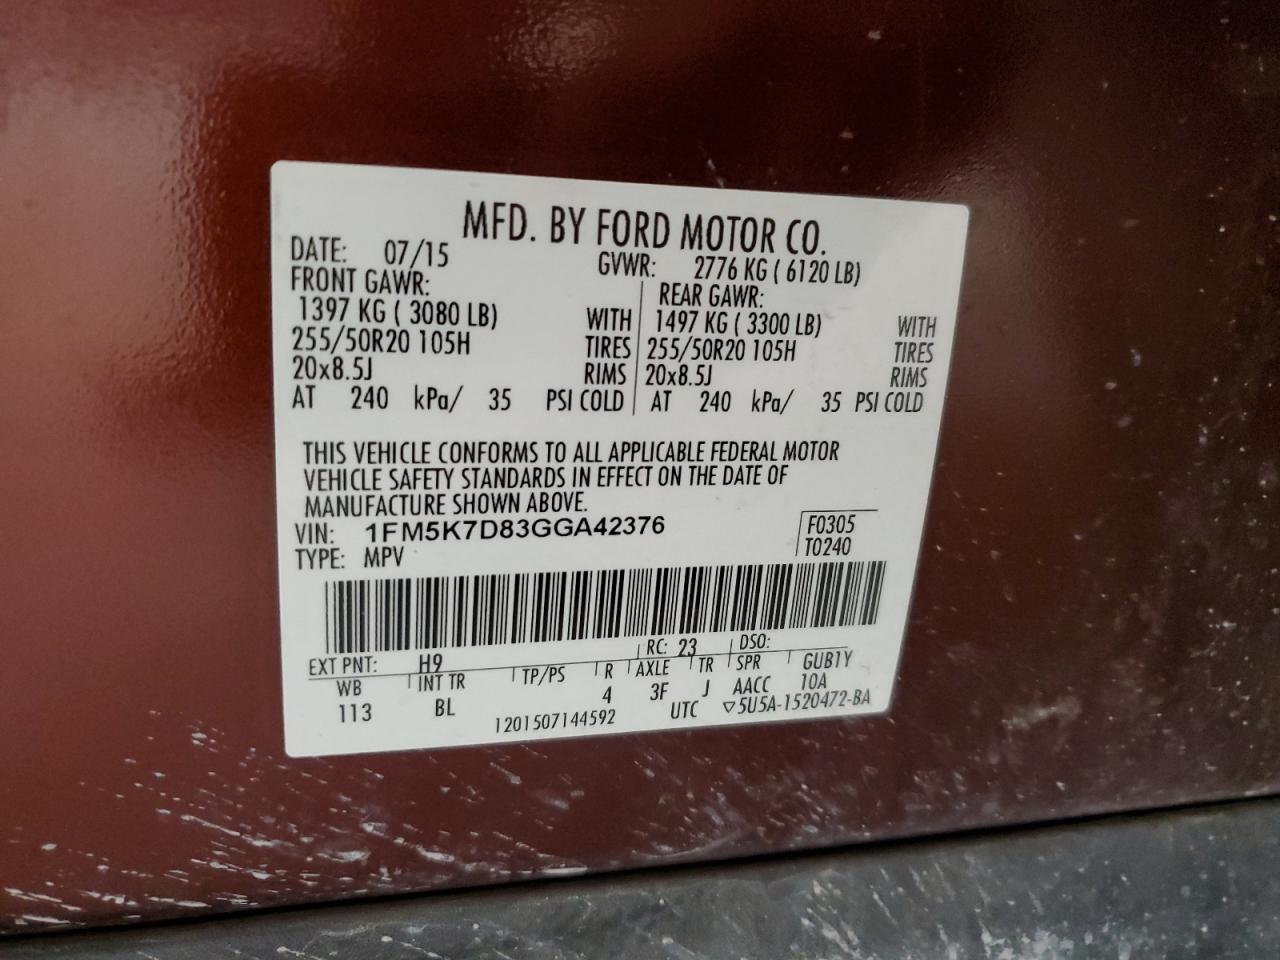 MFD. BY FORD MOTOR CO.
DATE: 07/15 GVWR: 2776 KG ( 6120 LB)
FRONT GAWR: REAR GAWR:
1397 KG ( 3080 LB) WITH 1497 KG ( 3300 LB) WITH
255/50R20 105H TIRES 255/50R20 105H TIRES
20x8.5J RIMS 20x8.5J RIMS
AT 240 kPa/ 35 PSI COLD AT 240 kPa/ 35 PSI COLD
THIS VEHICLE CONFORMS TO ALL APPLICABLE FEDERAL MOTOR
VEHICLE SAFETY STANDARDS IN EFFECT ON THE DATE OF
MANUFACTURE SHOWN ABOVE.
VIN: 1FM5K7D83GGA42376 F0305
TYPE: MPV T0240
EXT PNT: H9 RC: 23 DSO:
WB INT TR TP/PS R AXLE TR SPR GUB1Y
113 BL 4 3F J AACC 10A
1201507144592 UTC ▽5U5A-1520472-BA